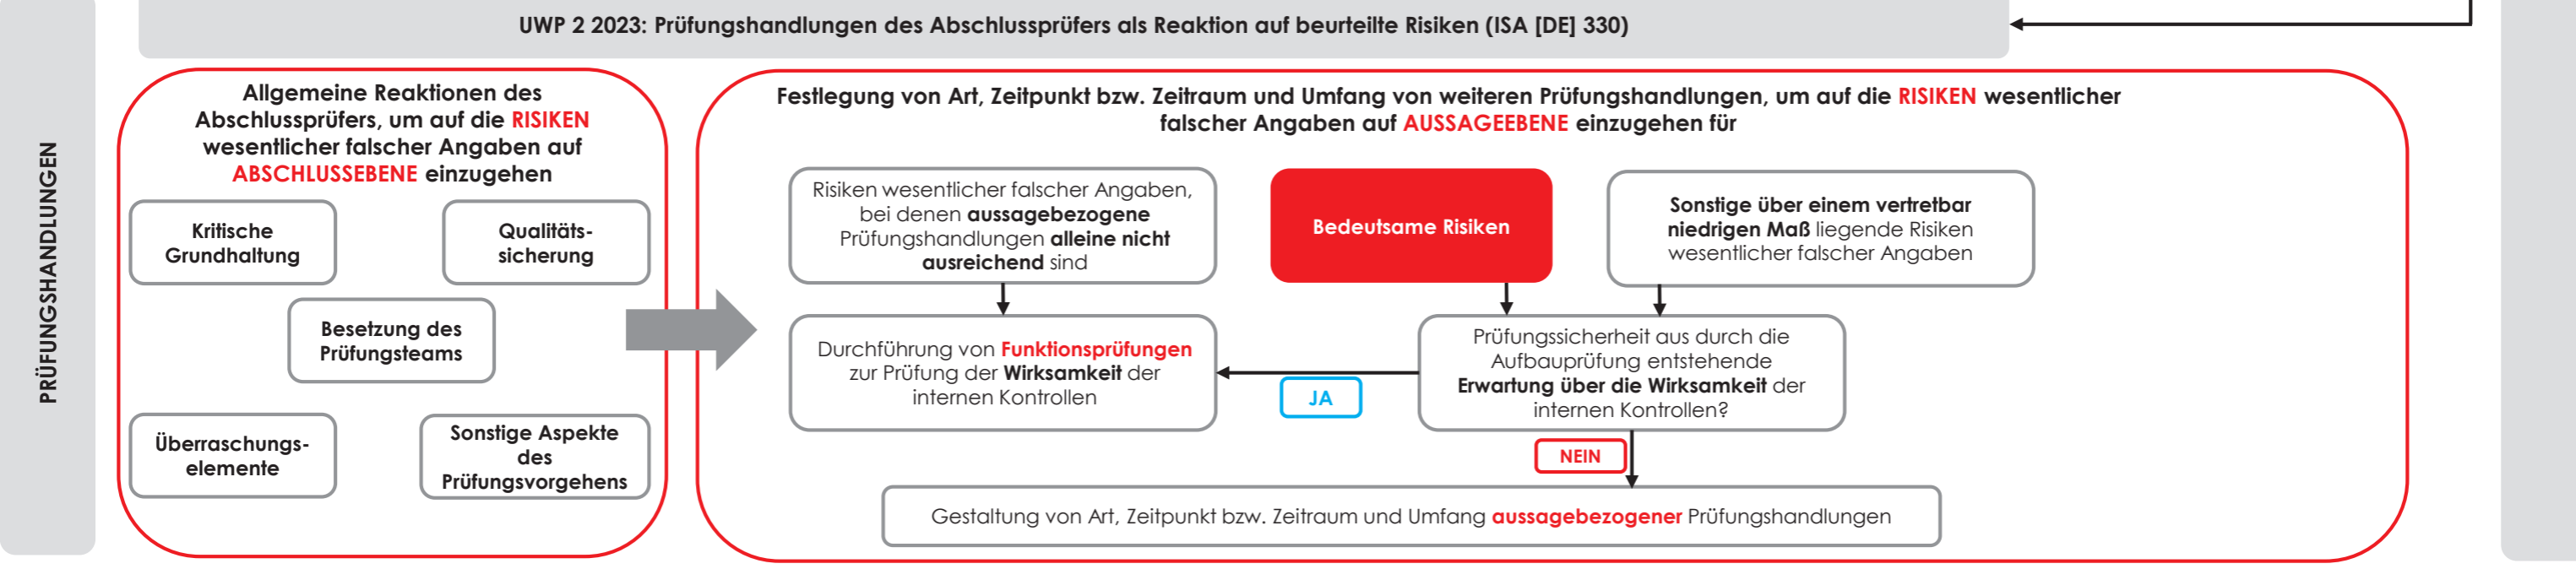 UWP 2 2023: Prüfungshandlungen des Abschlussprüfers als Reaktion auf beurteilte Risiken (ISA [DE] 330)
PRÜFUNGSHANDLUNGEN
Allgemeine Reaktionen des
Abschlussprüfers, um auf die RISIKEN
wesentlicher falscher Angaben auf
ABSCHLUSSEBENE einzugehen
Kritische
Grundhaltung
Qualitäts-
sicherung
Besetzung des
Prüfungsteams
Überraschungs-
elemente
Sonstige Aspekte
des
Prüfungsvorgehens
Festlegung von Art, Zeitpunkt bzw. Zeitraum und Umfang von weiteren Prüfungshandlungen, um auf die RISIKEN wesentlicher
falscher Angaben auf AUSSAGEEBENE einzugehen für
Risiken wesentlicher falscher Angaben,
bei denen aussagebezogene
Prüfungshandlungen alleine nicht
ausreichend sind
Bedeutsame Risiken
Sonstige über einem vertretbar
niedrigen Maß liegende Risiken
wesentlicher falscher Angaben
Durchführung von Funktionsprüfungen
zur Prüfung der Wirksamkeit der
internen Kontrollen
JA
Prüfungssicherheit aus durch die
Aufbauprüfung entstehende
Erwartung über die Wirksamkeit der
internen Kontrollen?
NEIN
Gestaltung von Art, Zeitpunkt bzw. Zeitraum und Umfang aussagebezogener Prüfungshandlungen